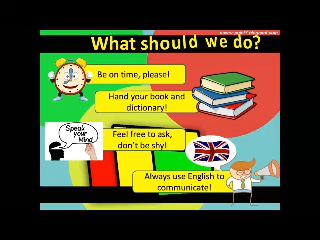 What should we do?
Be on time, please!
Hand your book and
dictionary!
Speak
your
Mind
Feel free to ask,
don't be shy!
Always use English to
communicate!